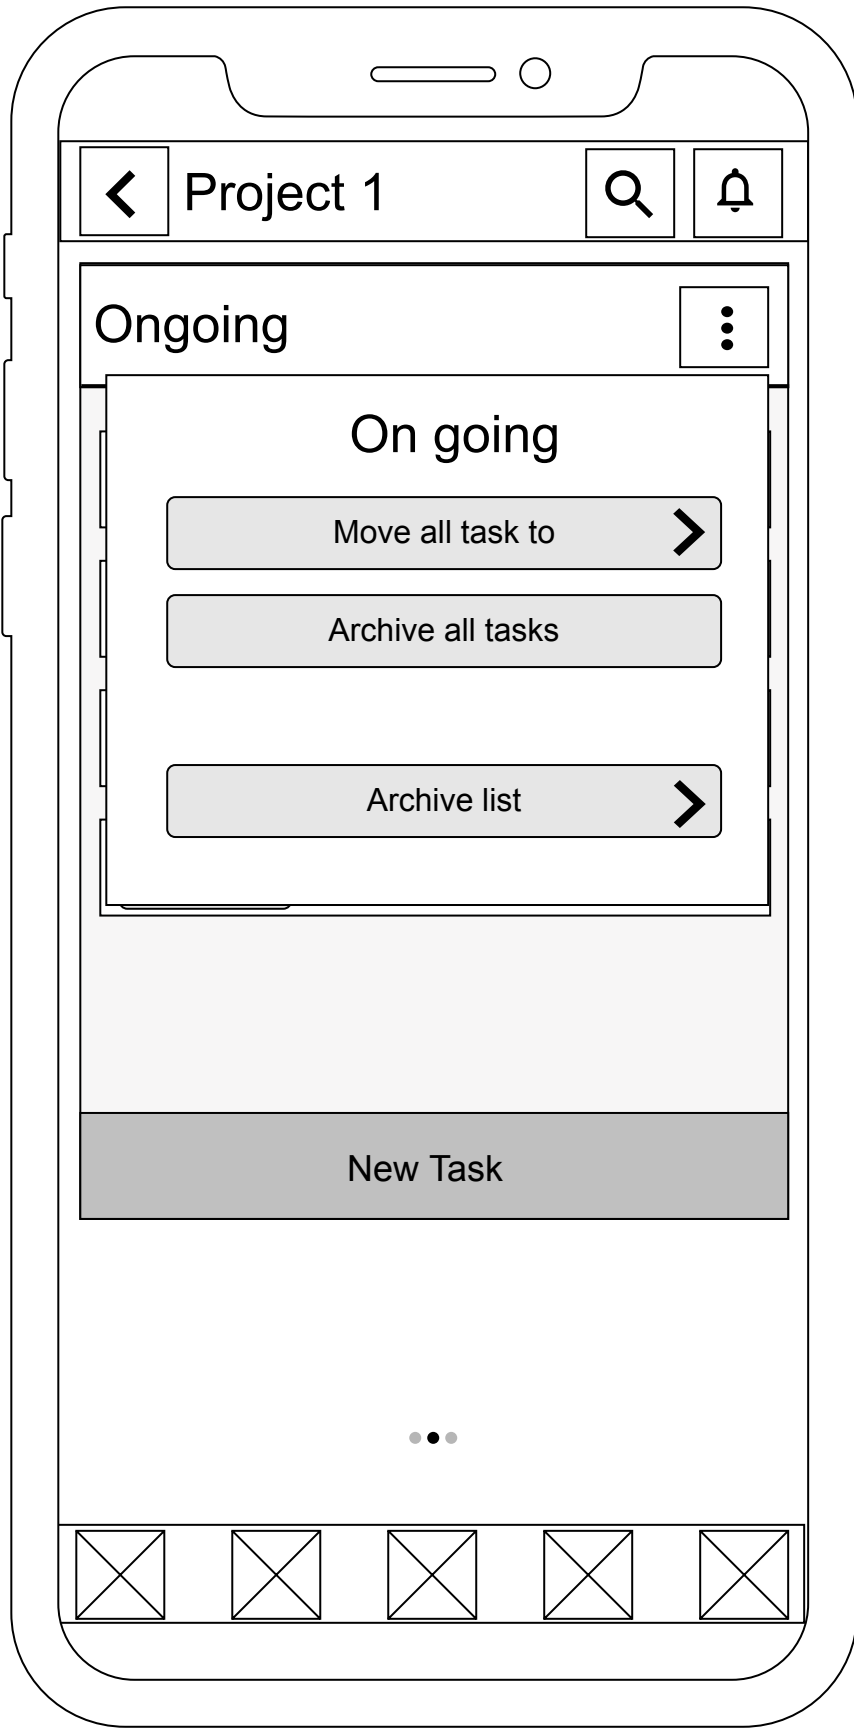 Project 1
Ongoing
On going
Move all task to
Archive all tasks
Archive list
New Task